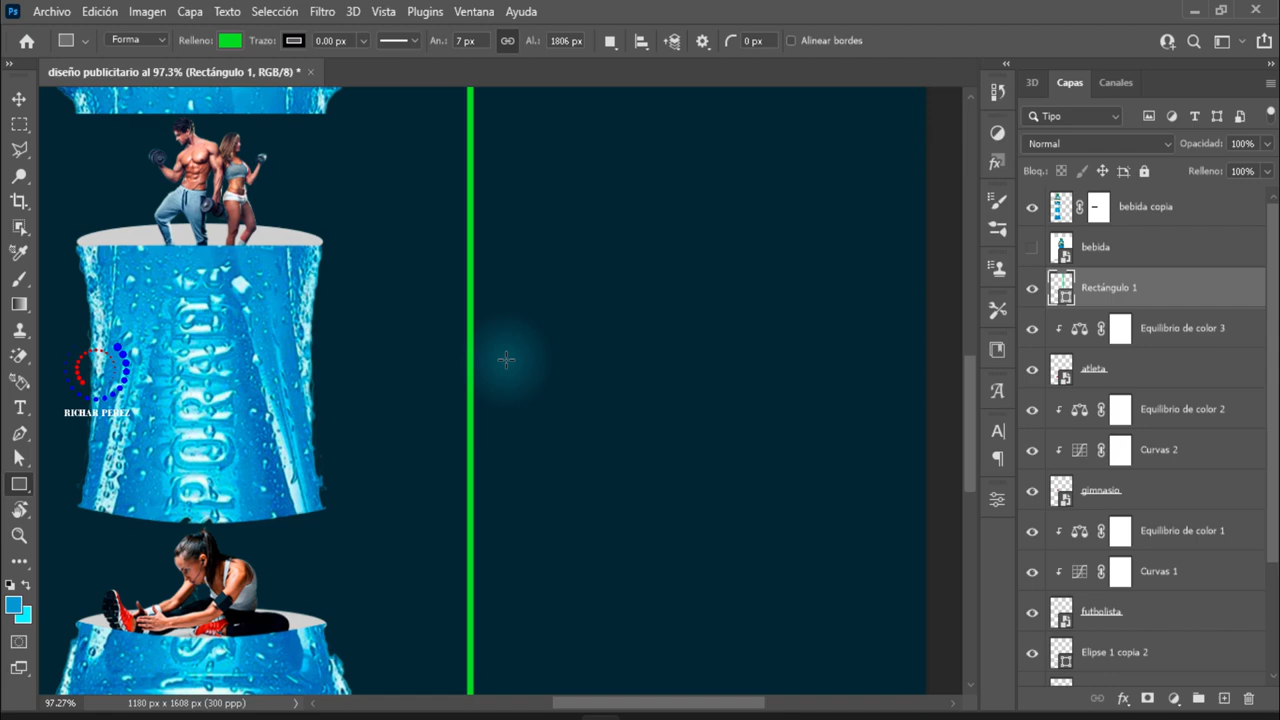 Ps Archivo Edición Imagen Capa Texto Selección Filtro 3D Vista Plugins Ventana Ayuda
Forma Relleno: Trazo: 0.00 px An.: 7 px Al.: 1806 px 0 px Alinear bordes
diseño publicitario al 97.3% (Rectángulo 1, RGB/8) * ×
3D Capas Canales
Tipo
Normal Opacidad: 100%
Bloq.: Relleno: 100%
bebida copia
bebida
Rectángulo 1
Equilibrio de color 3
atleta
Equilibrio de color 2
Curvas 2
gimnasio
Equilibrio de color 1
Curvas 1
futbolista
Elipse 1 copia 2
PORADE
RICHAR PEREZ
S
97.27% 1180 px x 1608 px (300 ppp)